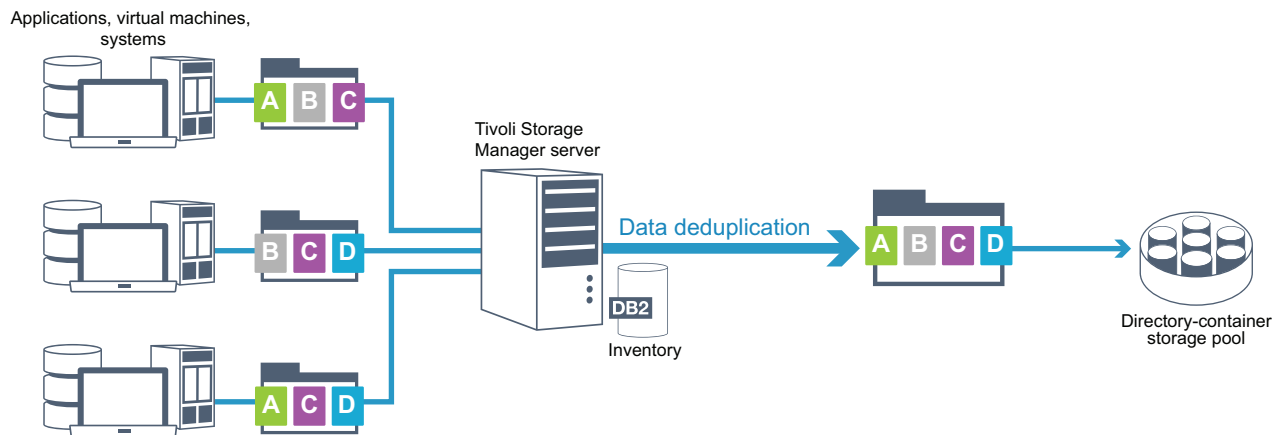 Applications, virtual machines,
systems
A B C
Tivoli Storage
Manager server
B C D
Data deduplication
A B C D
DB2
Inventory
Directory-container
storage pool
A C D